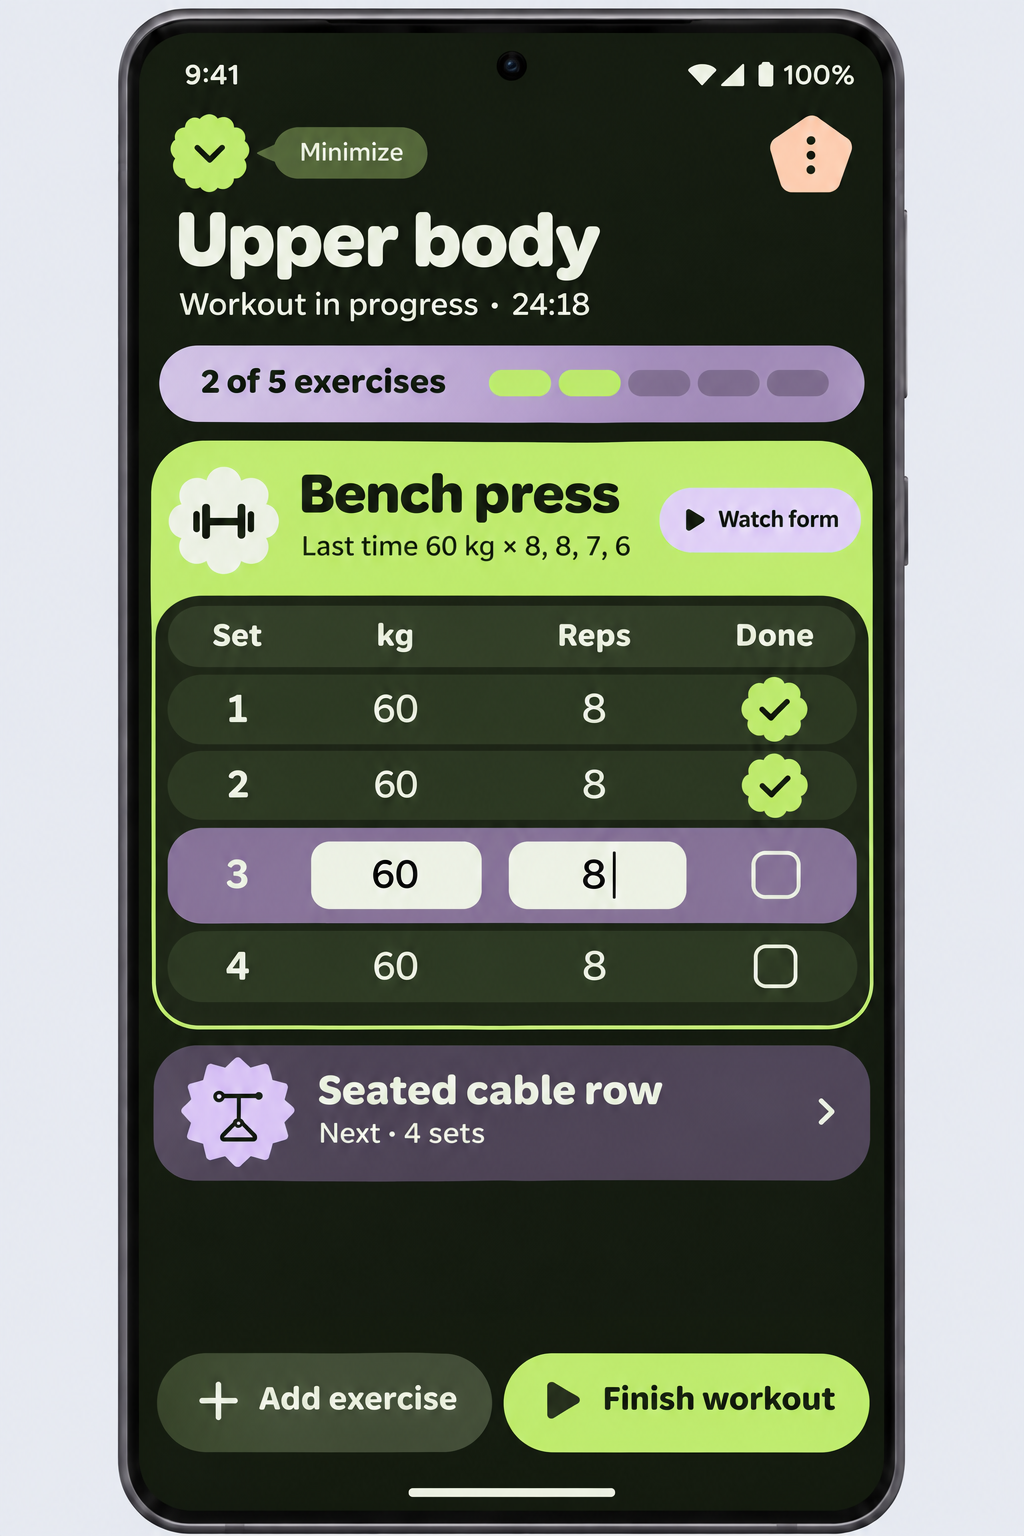 9:41 100%
Minimize
Upper body
Workout in progress · 24:18
2 of 5 exercises
Bench press
Last time 60 kg × 8, 8, 7, 6
Watch form
Set kg Reps Done
1 60 8
2 60 8
3 60 8
4 60 8
Seated cable row
Next · 4 sets
Add exercise
Finish workout